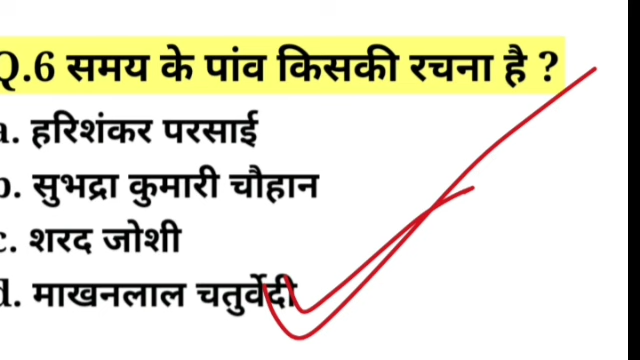 Q.6 समय के पांव किसकी रचना है ?
a. हरिशंकर परसाई
b. सुभद्रा कुमारी चौहान
c. शरद जोशी
d. माखनलाल चतुर्वेदी